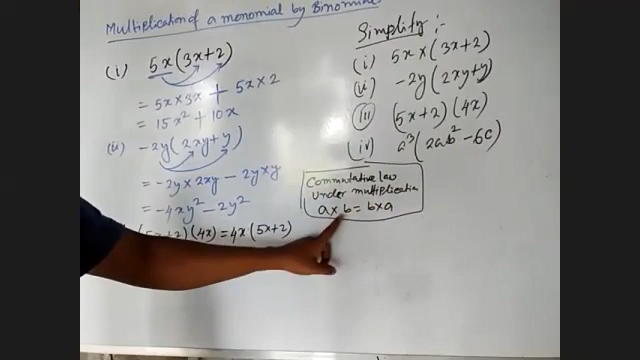 Multiplication of a monomial by Binomial
(i) 5x(3x+2)
= 5x×3x + 5x×2
= 15x² + 10x
(ii) -2y(2xy+y)
= -2y×2xy - 2y×y
= -4xy² - 2y²
(5x+2)(4x) = 4x(5x+2)
Simplify :-
(i) 5x×(3x+2)
(ii) -2y(2xy+y)
(iii) (5x+2)(4x)
(iv) a³(2ab² - 6c)
Commutative law
under multiplication
a×b = b×a